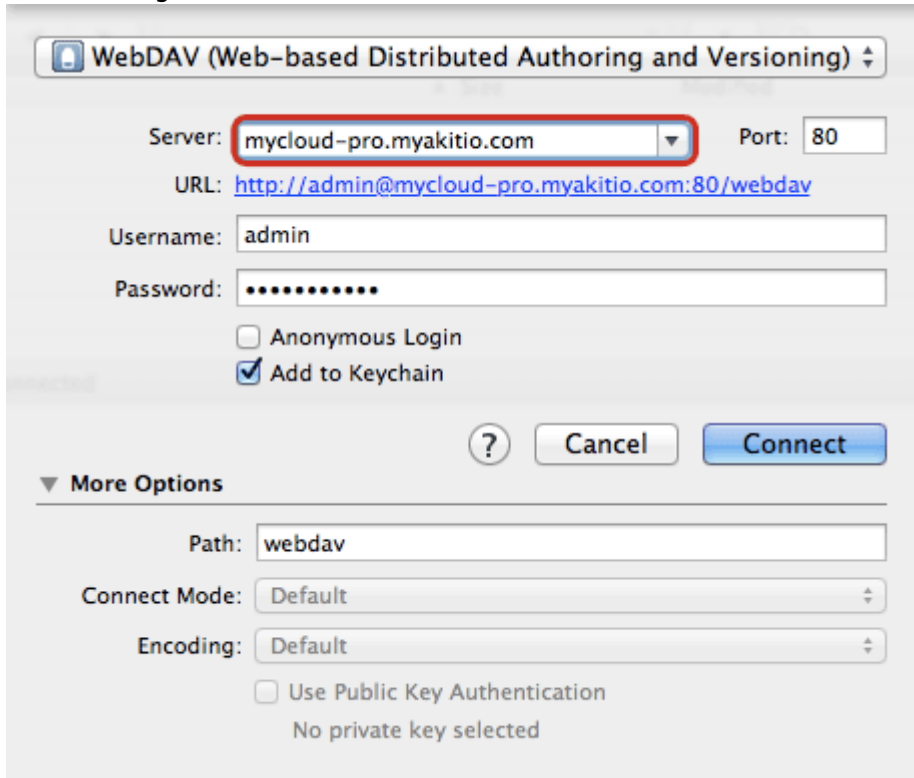 WebDAV (Web-based Distributed Authoring and Versioning)
Size Modified
Server: mycloud-pro.myakitio.com Port: 80
URL: http://admin@mycloud-pro.myakitio.com:80/webdav
Username: admin
Password: •••••••••••
Anonymous Login
Add to Keychain
? Cancel Connect
More Options
Path: webdav
Connect Mode: Default
Encoding: Default
Use Public Key Authentication
No private key selected